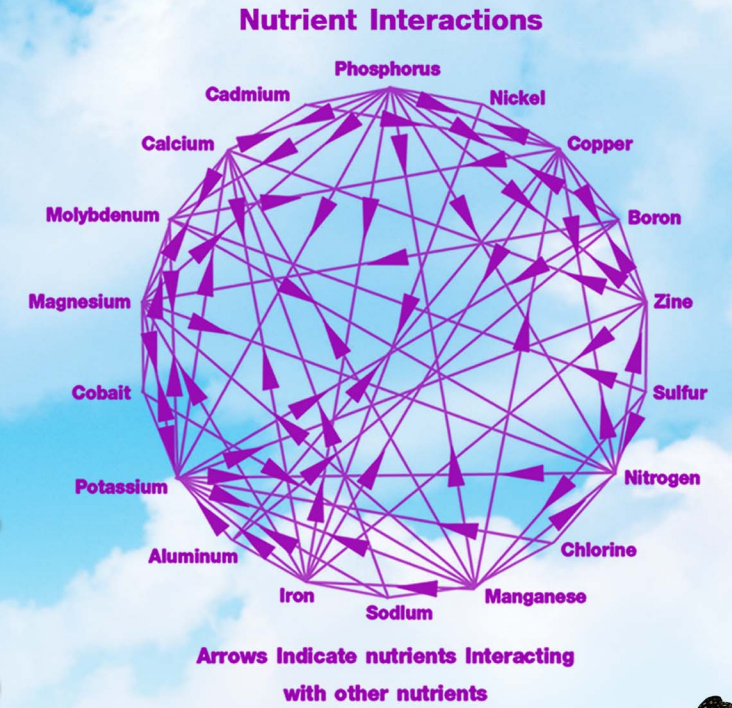 Nutrient Interactions
Phosphorus
Cadmium
Nickel
Calcium
Copper
Molybdenum
Boron
Magnesium
Zine
Cobait
Sulfur
Potassium
Nitrogen
Aluminum
Chlorine
Iron
Manganese
Sodlum
Arrows Indicate nutrients Interacting
with other nutrients